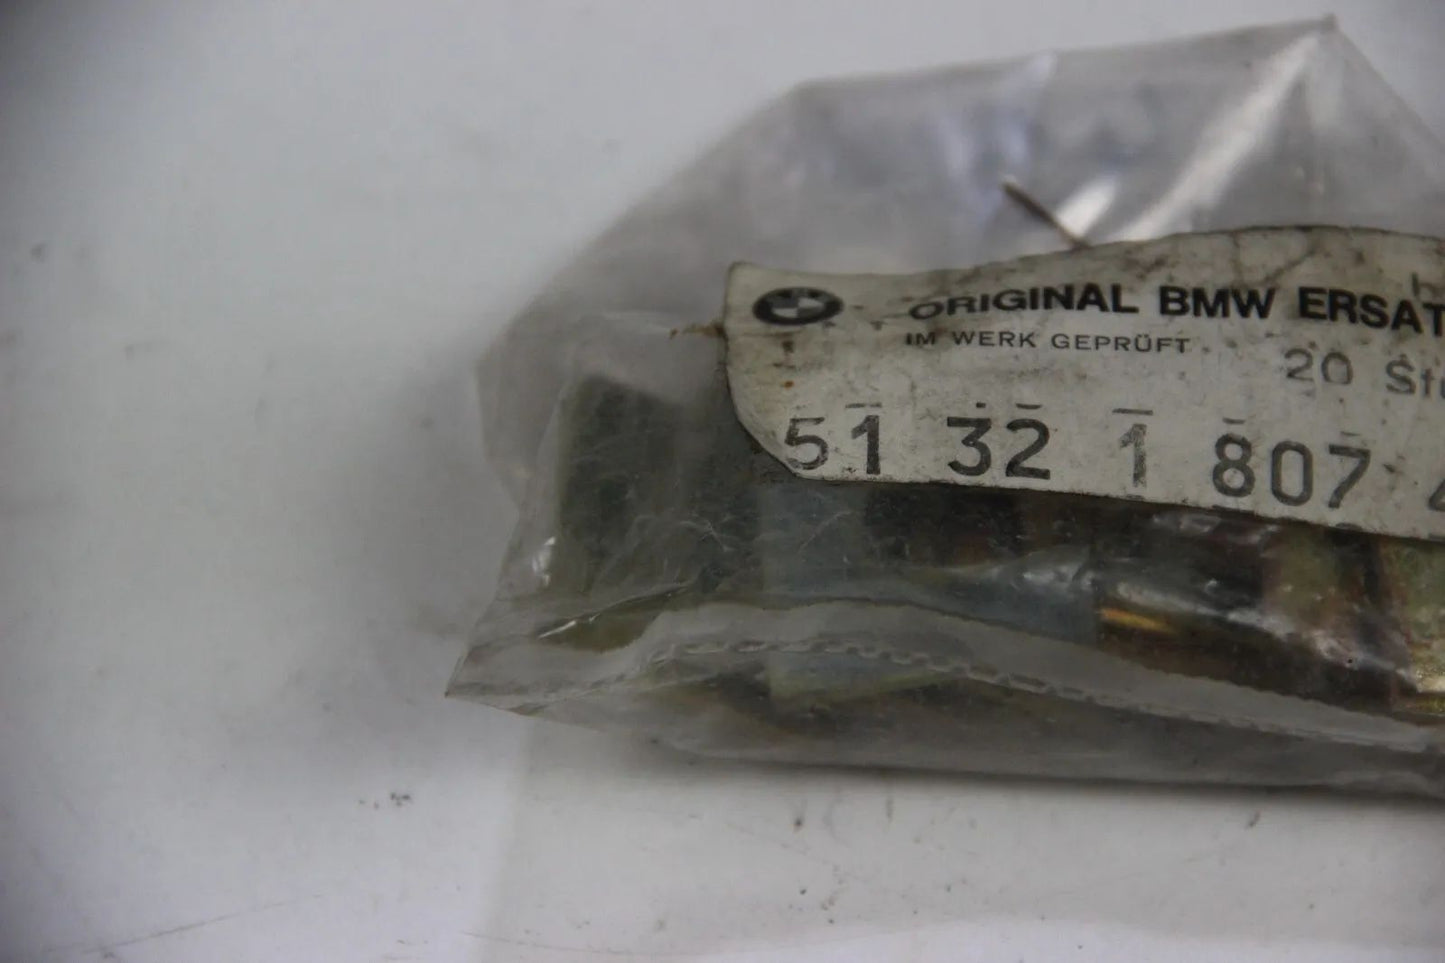 ORIGINAL BMW ERSAT
IM WERK GEPRÜFT
20 St
51 32 1 807